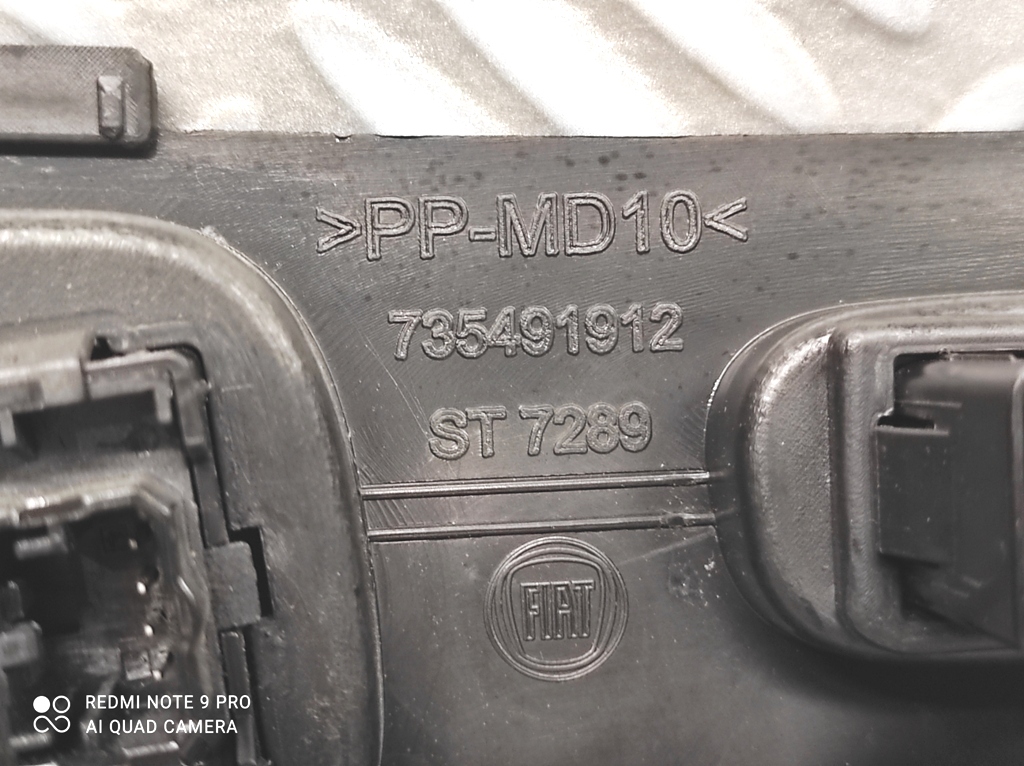 >PP-MD10<
735491912
ST 7289
FIAT
REDMI NOTE 9 PRO
AI QUAD CAMERA